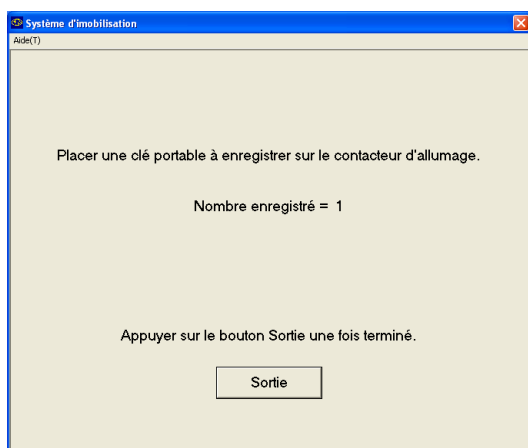 Système d'imobilisation
Aide(T)
Placer une clé portable à enregistrer sur le contacteur d'allumage.
Nombre enregistré = 1
Appuyer sur le bouton Sortie une fois terminé.
Sortie